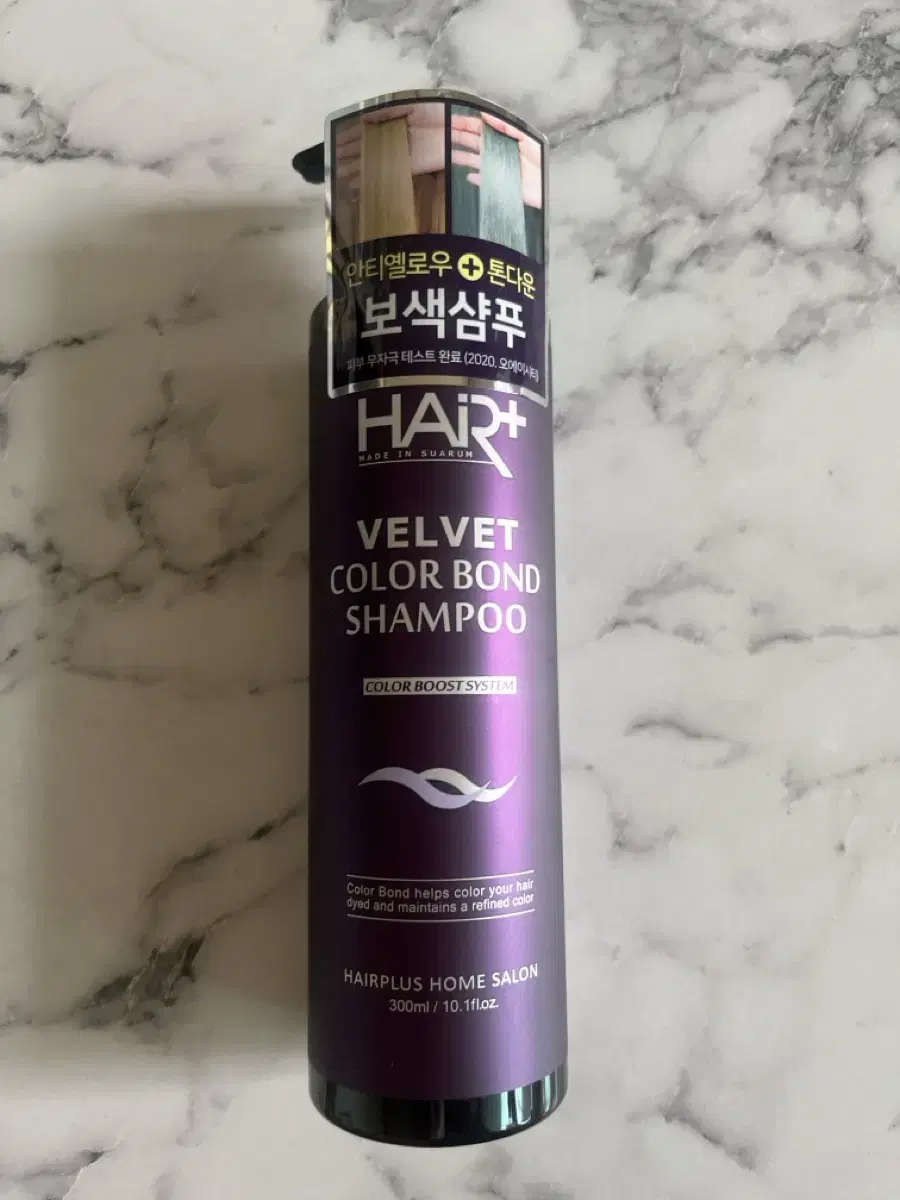 안티옐로우 + 톤다운
보색샴푸
피부 무자극 테스트 완료 (2020. 오에이시티)
HAiR+
MADE IN SUARUM
VELVET
COLOR BOND
SHAMPOO
COLOR BOOST SYSTEM
Color Bond helps color your hair
dyed and maintains a refined color
HAIRPLUS HOME SALON
300ml / 10.1fl.oz.